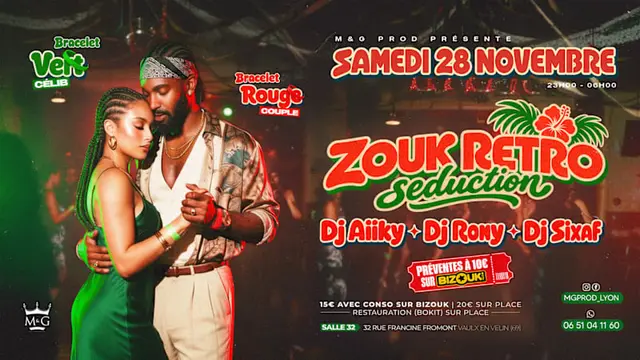 Bracelet
Vert
CÉLIB
Bracelet
Rouge
COUPLE
M&G PROD PRÉSENTE
SAMEDI 28 NOVEMBRE
23H00 - 06H00
ZOUK RETRO
Séduction
Dj Aiiky ✦ Dj Rony ✦ Dj Sixaf
PRÉVENTES À 10€
SUR BIZOUK!
15€ AVEC CONSO SUR BIZOUK | 20€ SUR PLACE
RESTAURATION (BOKIT) SUR PLACE
SALLE 32 32 RUE FRANCINE FROMONT VAULX EN VELIN (69)
MGPROD_LYON
06 51 04 11 60
M&G